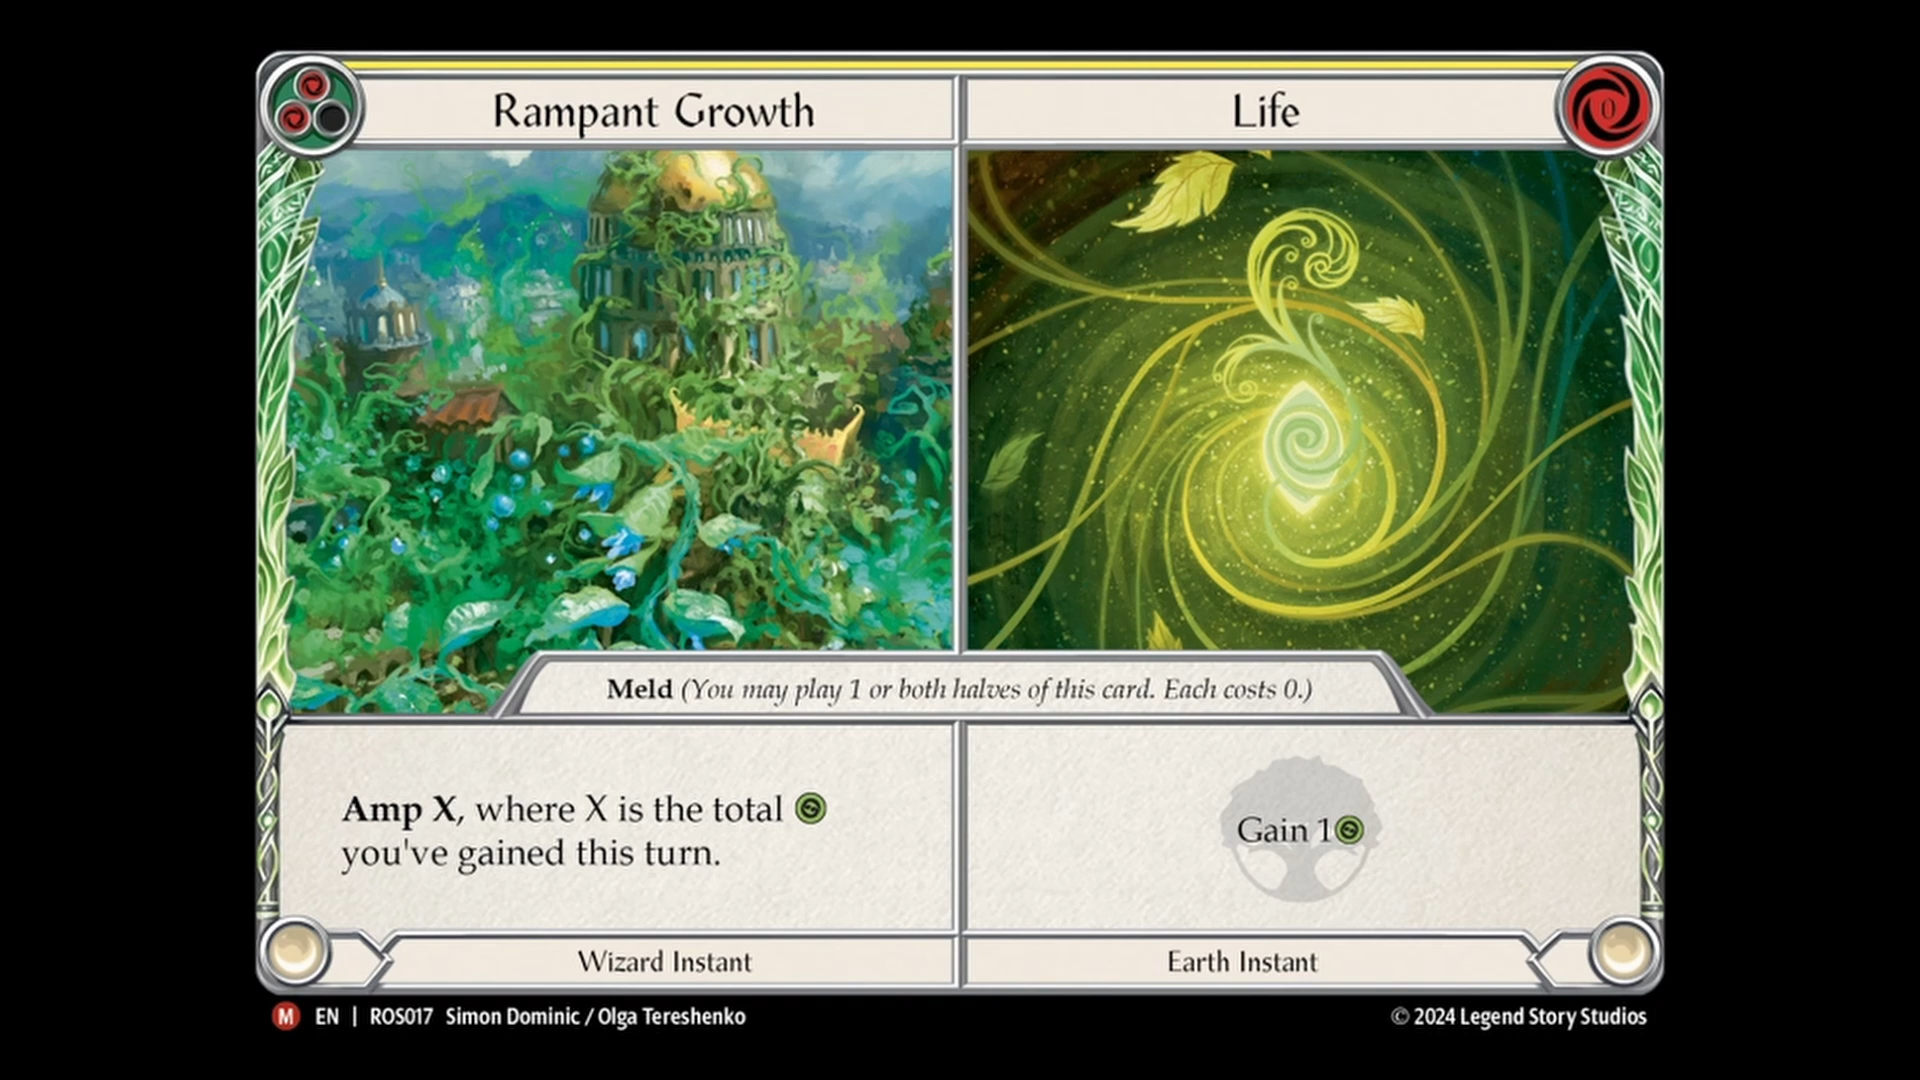 Rampant Growth
Life
0
Meld (You may play 1 or both halves of this card. Each costs 0.)
Amp X, where X is the total
you've gained this turn.
Gain 1
Wizard Instant
Earth Instant
M EN | ROS017 Simon Dominic / Olga Tereshenko
© 2024 Legend Story Studios